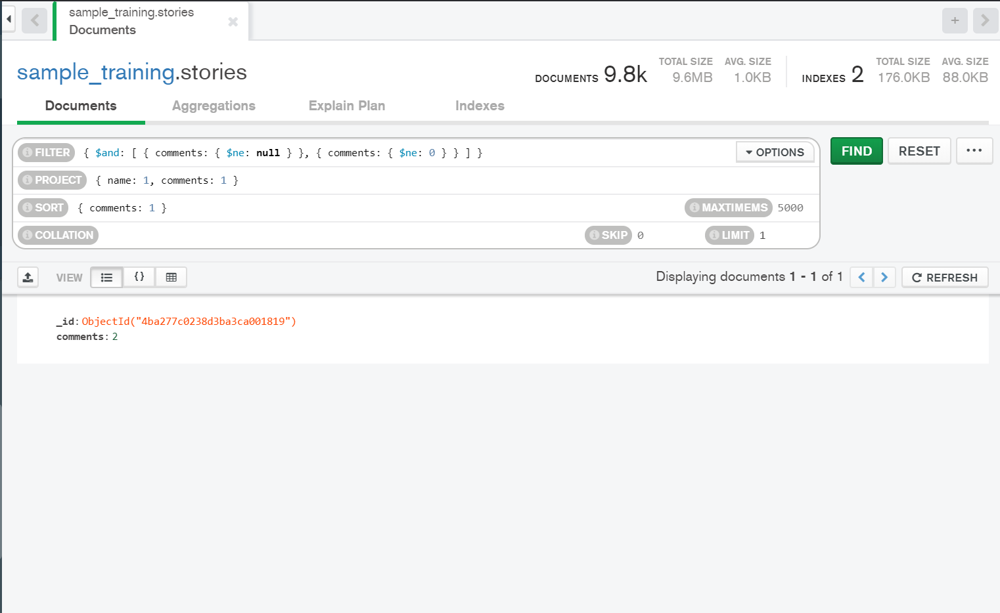 sample_training.stories
Documents
sample_training.stories
DOCUMENTS 9.8k TOTAL SIZE 9.6MB AVG. SIZE 1.0KB INDEXES 2 TOTAL SIZE 176.0KB AVG. SIZE 88.0KB
Documents Aggregations Explain Plan Indexes
FILTER { $and: [ { comments: { $ne: null } }, { comments: { $ne: 0 } } ] } OPTIONS FIND RESET ...
PROJECT { name: 1, comments: 1 }
SORT { comments: 1 } MAXTIMEMS 5000
COLLATION SKIP 0 LIMIT 1
VIEW {} Displaying documents 1 - 1 of 1 REFRESH
_id: ObjectId("4ba277c0238d3ba3ca001819")
comments: 2